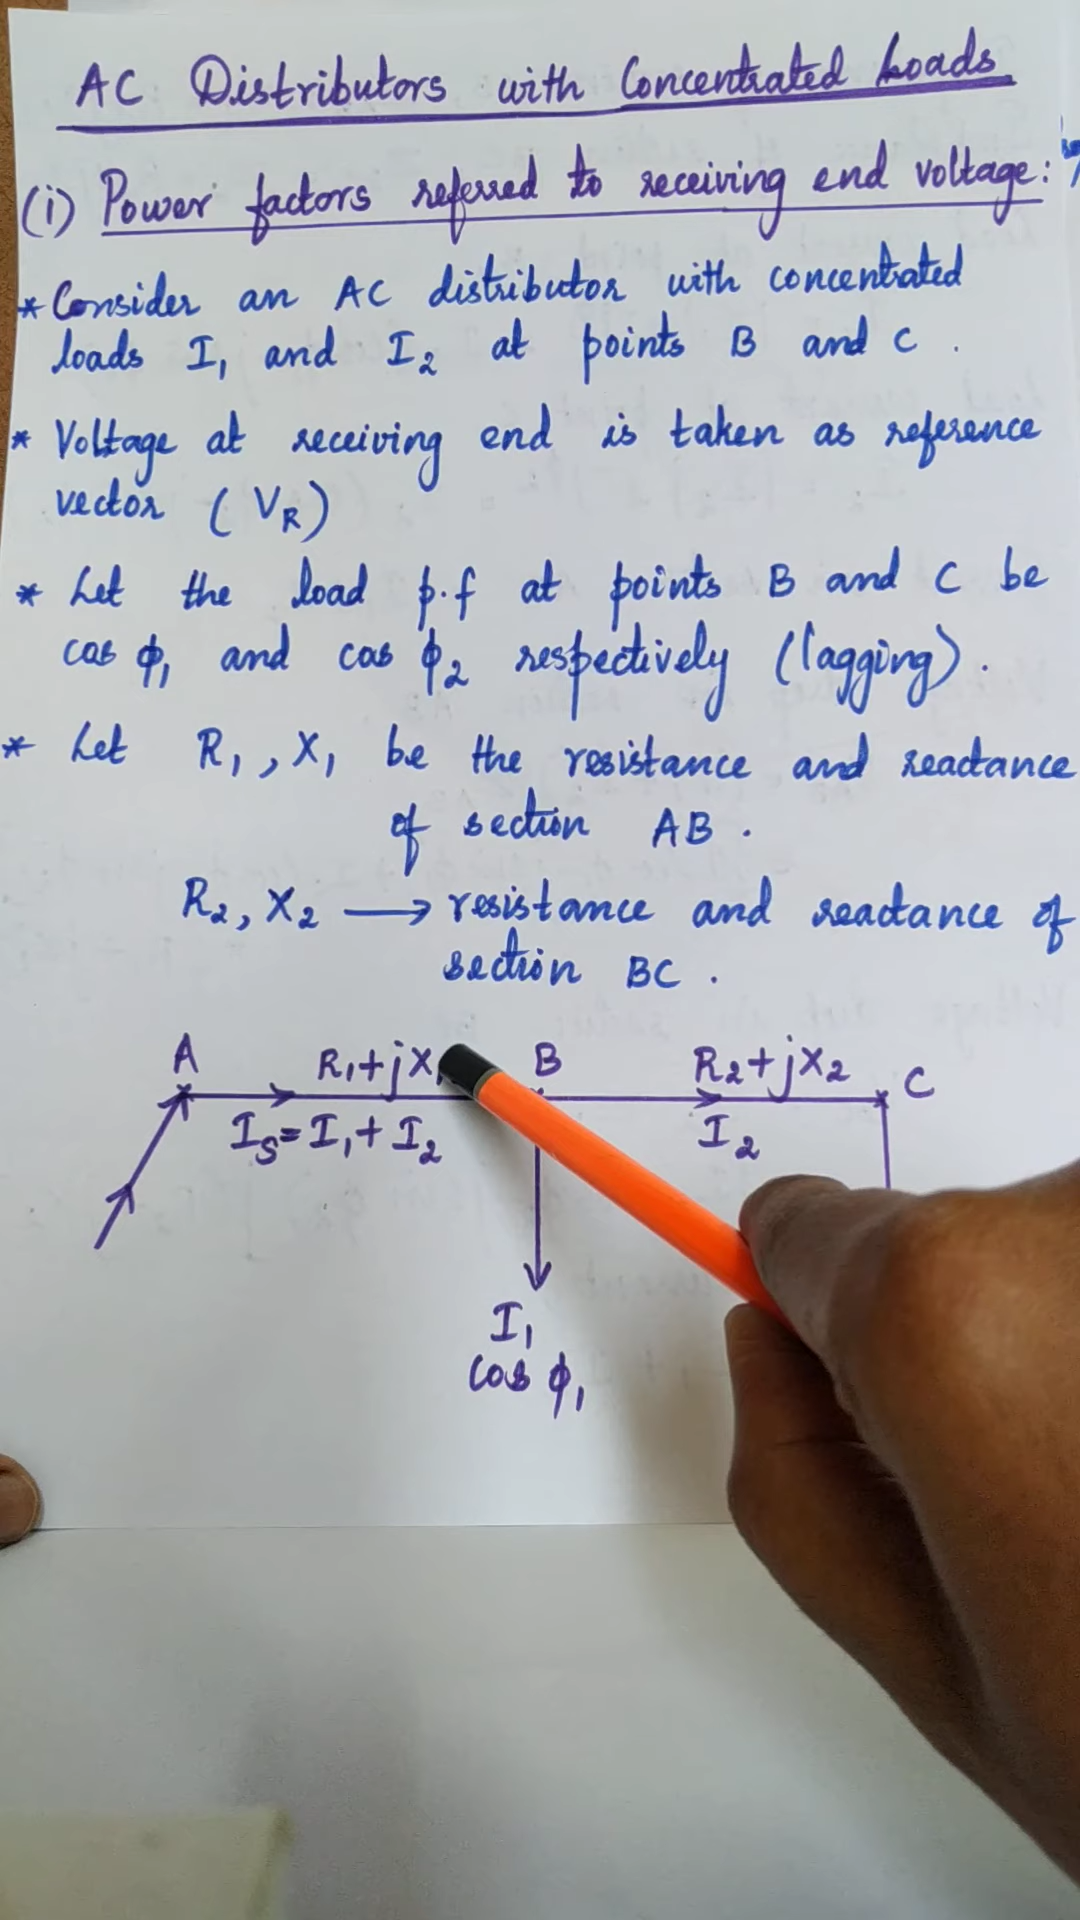 AC Distributors with Concentrated Loads
(i) Power factors referred to receiving end voltage:
* Consider an AC distributor with concentrated
loads I₁ and I₂ at points B and C.
* Voltage at receiving end is taken as reference
vector (V_R)
* Let the load p.f at points B and C be
cos φ₁ and cos φ₂ respectively (lagging).
* Let R₁, X₁ be the resistance and reactance
of section AB.
R₂, X₂ → resistance and reactance of
section BC.
A R₁+jX₁ B R₂+jX₂ C
I_S=I₁+I₂ I₂
I₁
cos φ₁